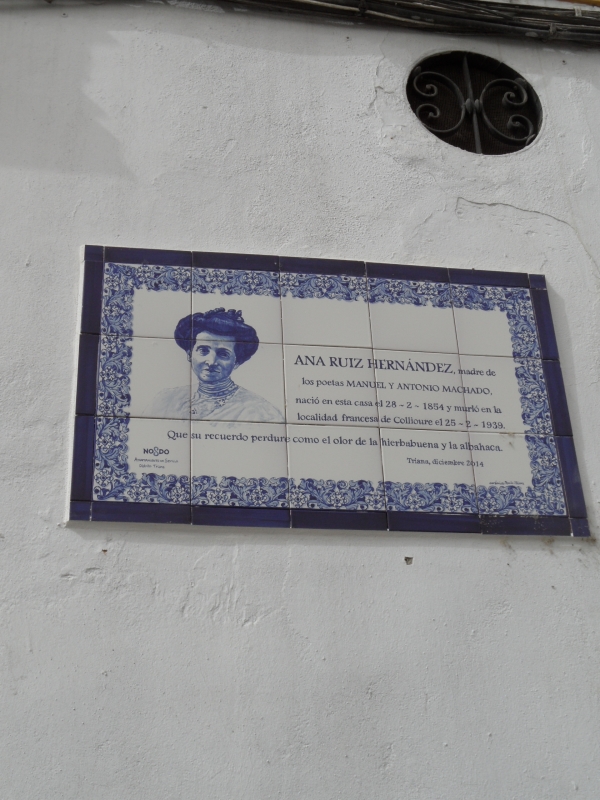 ANA RUIZ HERNÁNDEZ, madre de
los poetas MANUEL Y ANTONIO MACHADO,
nació en esta casa el 28 - 2 - 1854 y murió en la
localidad francesa de Collioure el 25 - 2 - 1939.
Que su recuerdo perdure como el olor de la hierbabuena y la albahaca.
Triana, diciembre 2014
NO8DO